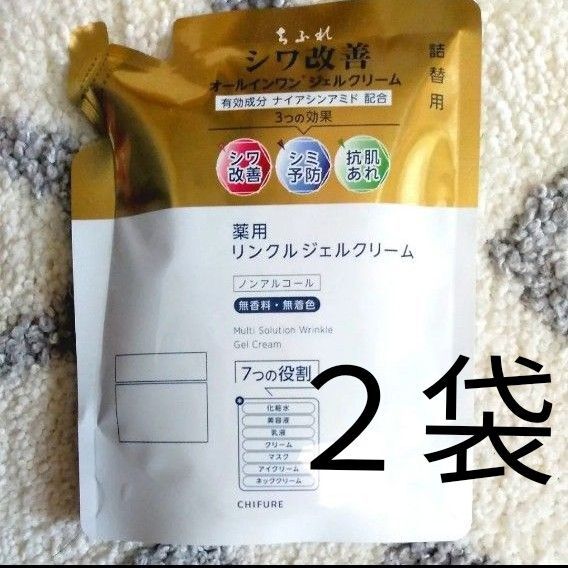 ちふれ
シワ改善
オールインワン ジェルクリーム
有効成分 ナイアシンアミド 配合
3つの効果
シワ
改善
シミ
予防
抗肌
あれ
詰替用
薬用
リンクルジェルクリーム
ノンアルコール
無香料・無着色
Multi Solution Wrinkle
Gel Cream
7つの役割
化粧水
美容液
乳液
クリーム
マスク
アイクリーム
ネッククリーム
CHIFURE
2袋